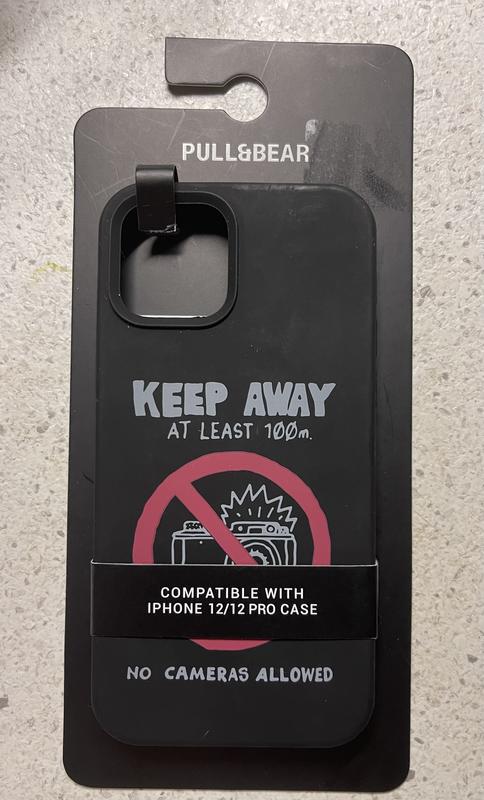 PULL&BEAR
KEEP AWAY
AT LEAST 100m.
COMPATIBLE WITH
IPHONE 12/12 PRO CASE
NO CAMERAS ALLOWED